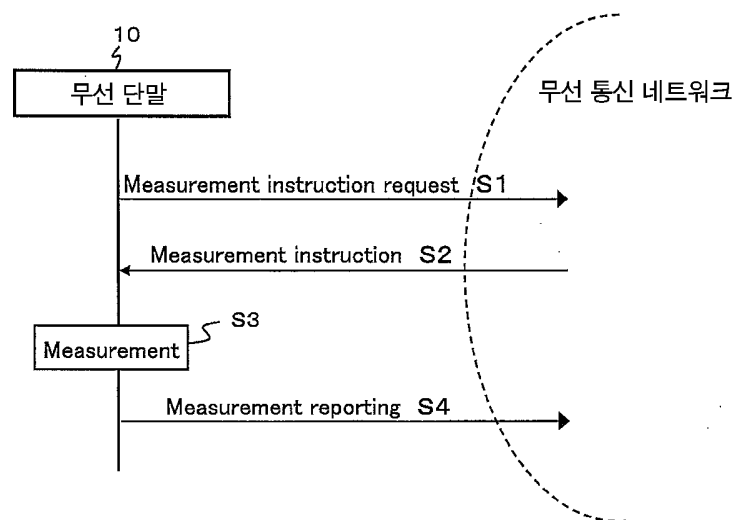 10
무선 단말
무선 통신 네트워크
Measurement instruction request S1
Measurement instruction S2
S3
Measurement
Measurement reporting S4